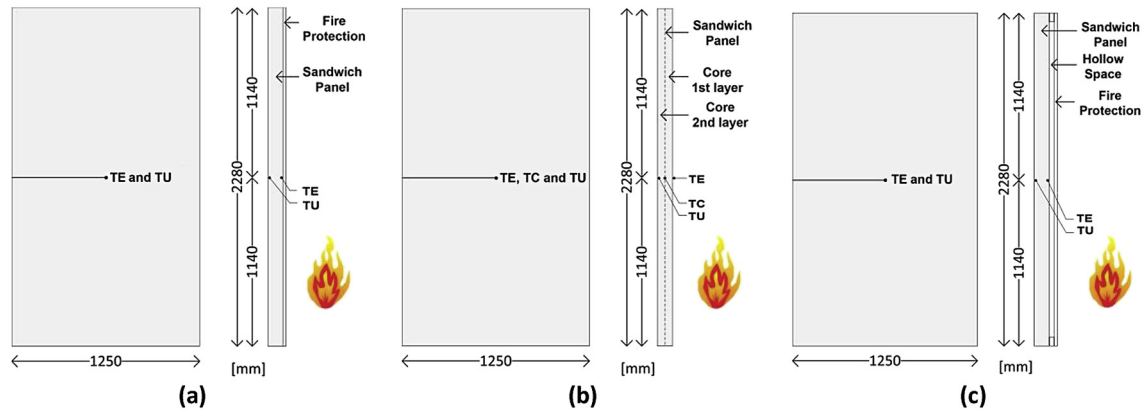 Fire
Protection
Sandwich
Panel
1140
2280
1140
TE and TU
TE
TU
1250
[mm]
(a)
Sandwich
Panel
Core
1st layer
Core
2nd layer
1140
2280
1140
TE, TC and TU
TE
TC
TU
1250
[mm]
(b)
Sandwich
Panel
Hollow
Space
Fire
Protection
1140
2280
1140
TE and TU
TE
TU
1250
[mm]
(c)